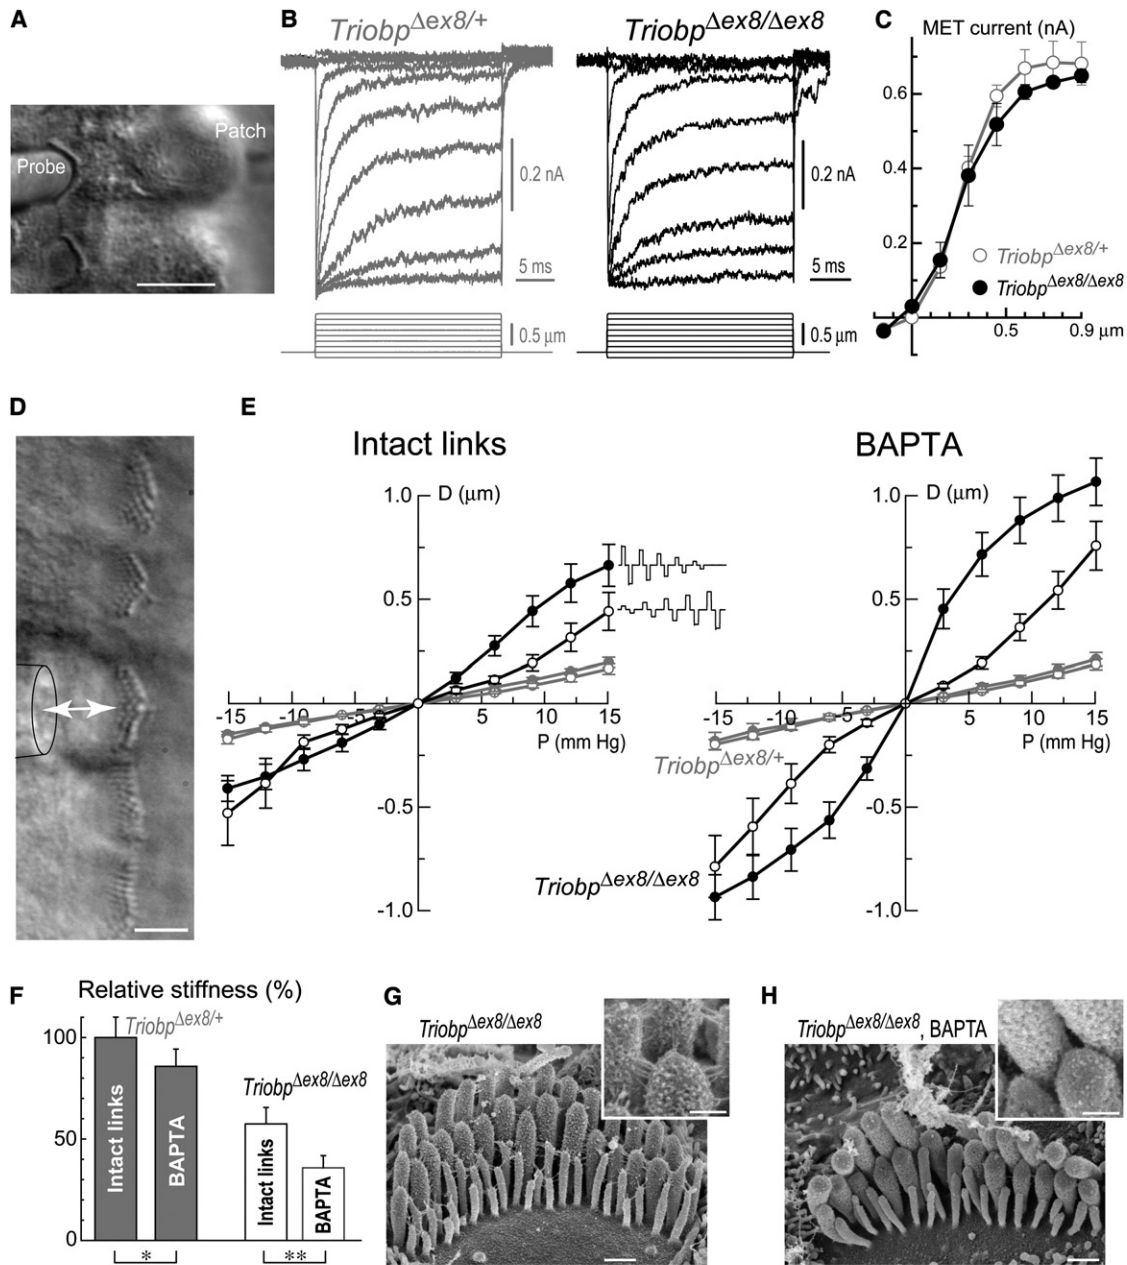 A
Probe
Patch
B
Triobp^Δex8/+
Triobp^Δex8/Δex8
0.2 nA
5 ms
0.5 μm
0.2 nA
5 ms
0.5 μm
C
MET current (nA)
0.6
0.4
0.2
0.5
0.9 μm
Triobp^Δex8/+
Triobp^Δex8/Δex8
D
E
Intact links
1.0
D (μm)
0.5
-15
-10
-5
5
10
15
P (mm Hg)
-0.5
-1.0
BAPTA
1.0
D (μm)
0.5
-15
-10
-5
5
10
15
P (mm Hg)
Triobp^Δex8/+
-0.5
Triobp^Δex8/Δex8
-1.0
F
Relative stiffness (%)
Triobp^Δex8/+
100
50
0
Intact links
BAPTA
Triobp^Δex8/Δex8
Intact links
BAPTA
*
**
G
Triobp^Δex8/Δex8
H
Triobp^Δex8/Δex8, BAPTA